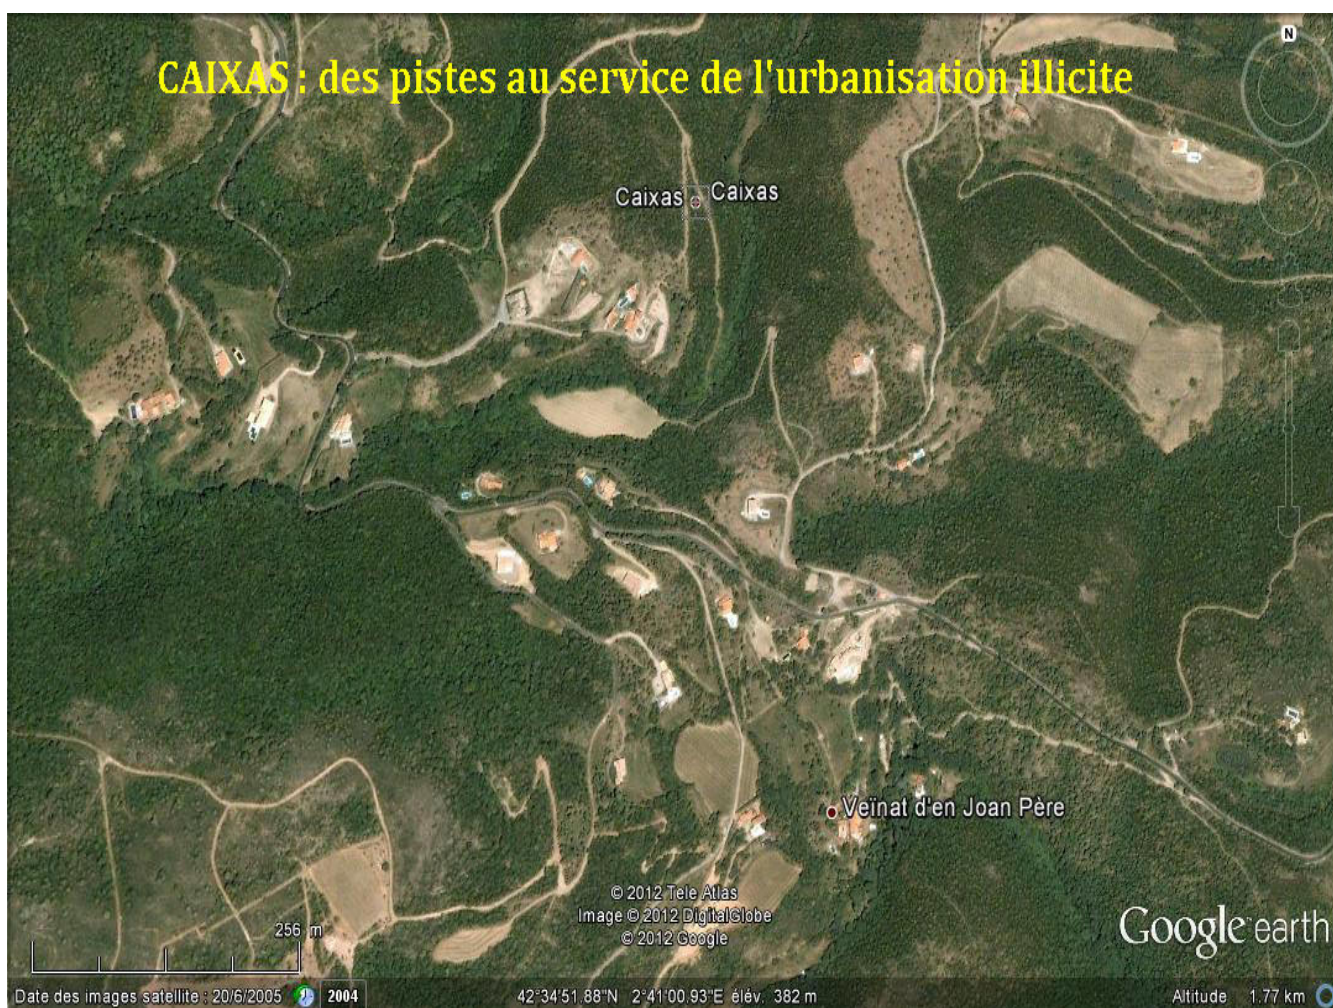 N
CAIXAS : des pistes au service de l'urbanisation illicite
Caixas Caixas
Veïnat d'en Joan Père
© 2012 Tele Atlas
Image © 2012 DigitalGlobe
© 2012 Google
256 m
Google earth
Date des images satellite : 20/6/2005 2004 42°34'51.88"N 2°41'00.93"E élév. 382 m Altitude 1.77 km